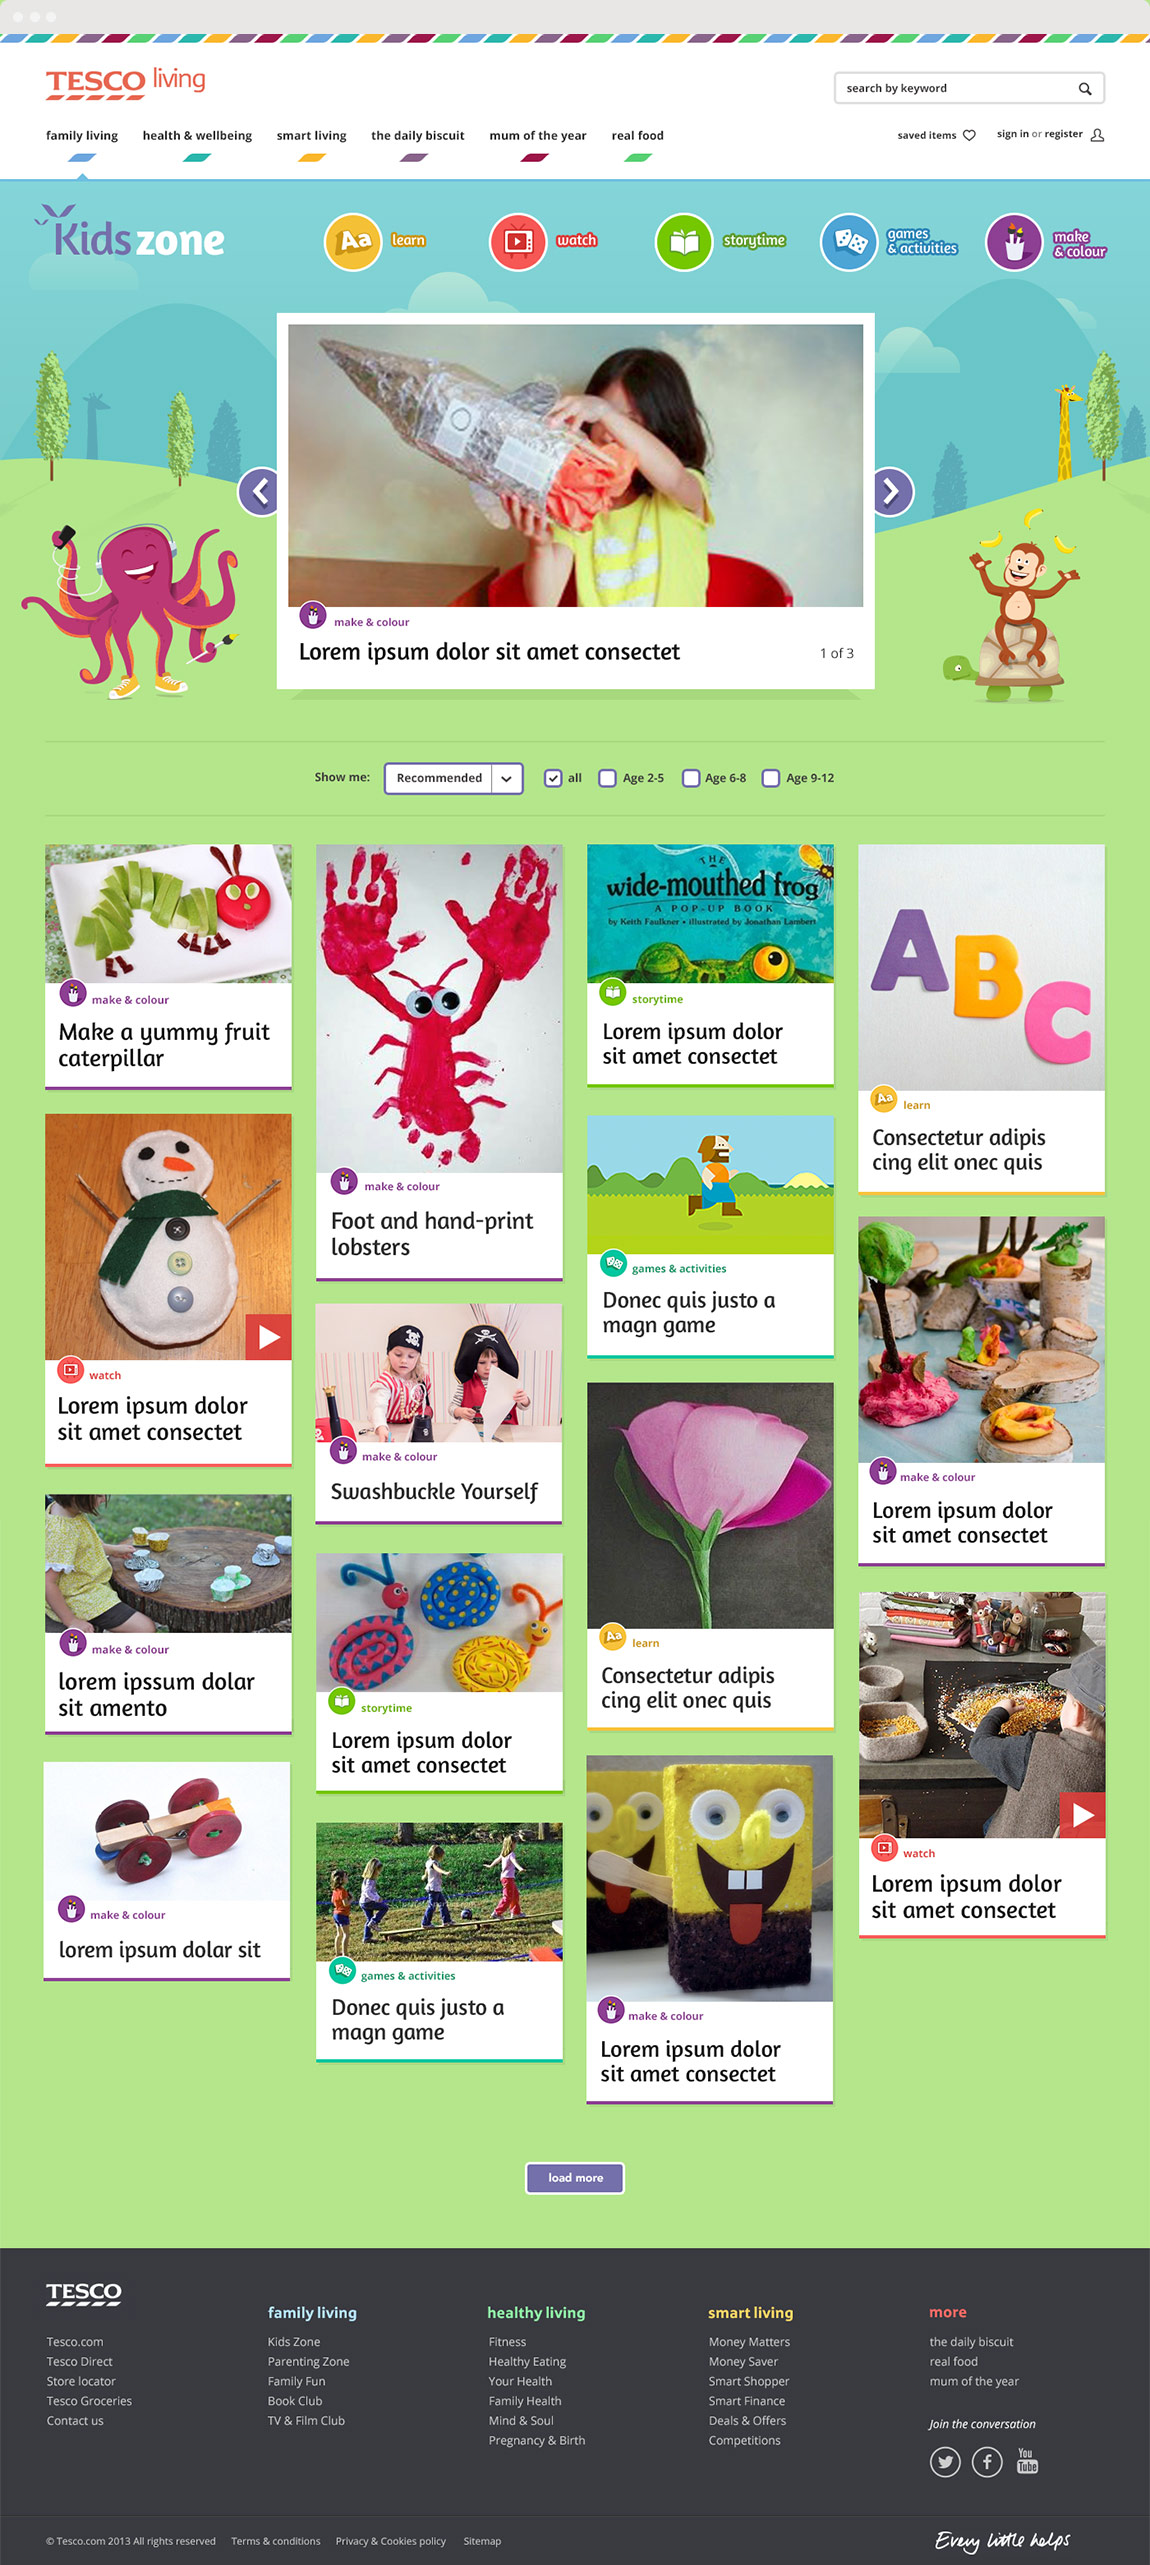 TESCO living
search by keyword
family living
health & wellbeing
smart living
the daily biscuit
mum of the year
real food
saved items
sign in or register
Kids zone
Aa learn
watch
storytime
games
& activities
make
& colour
make & colour
Lorem ipsum dolor sit amet consectet
1 of 3
Show me:
Recommended
all
Age 2-5
Age 6-8
Age 9-12
make & colour
Make a yummy fruit
caterpillar
watch
Lorem ipsum dolor
sit amet consectet
make & colour
lorem ipssum dolar
sit amento
make & colour
lorem ipsum dolar sit
make & colour
Foot and hand-print
lobsters
make & colour
Swashbuckle Yourself
storytime
Lorem ipsum dolor
sit amet consectet
games & activities
Donec quis justo a
magn game
THE
wide-mouthed frog
A POP-UP BOOK
by Keith Faulkner • illustrated by Jonathan Lambert
storytime
Lorem ipsum dolor
sit amet consectet
games & activities
Donec quis justo a
magn game
Aa learn
Consectetur adipis
cing elit onec quis
make & colour
Lorem ipsum dolor
sit amet consectet
A B C
Aa learn
Consectetur adipis
cing elit onec quis
make & colour
Lorem ipsum dolor
sit amet consectet
watch
Lorem ipsum dolor
sit amet consectet
load more
TESCO
Tesco.com
Tesco Direct
Store locator
Tesco Groceries
Contact us
family living
Kids Zone
Parenting Zone
Family Fun
Book Club
TV & Film Club
healthy living
Fitness
Healthy Eating
Your Health
Family Health
Mind & Soul
Pregnancy & Birth
smart living
Money Matters
Money Saver
Smart Shopper
Smart Finance
Deals & Offers
Competitions
more
the daily biscuit
real food
mum of the year
Join the conversation
You
Tube
© Tesco.com 2013 All rights reserved
Terms & conditions
Privacy & Cookies policy
Sitemap
Every little helps